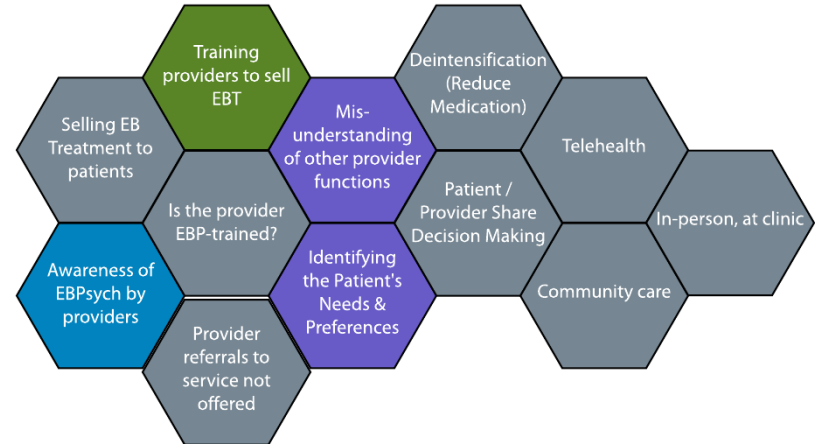 Training
providers to sell
EBT
Deintensification
(Reduce
Medication)
Selling EB
Treatment to
patients
Mis-
understanding
of other provider
functions
Telehealth
Is the provider
EBP-trained?
Patient /
Provider Share
Decision Making
In-person, at clinic
Awareness of
EBPsych by
providers
Identifying
the Patient's
Needs &
Preferences
Community care
Provider
referrals to
service not
offered